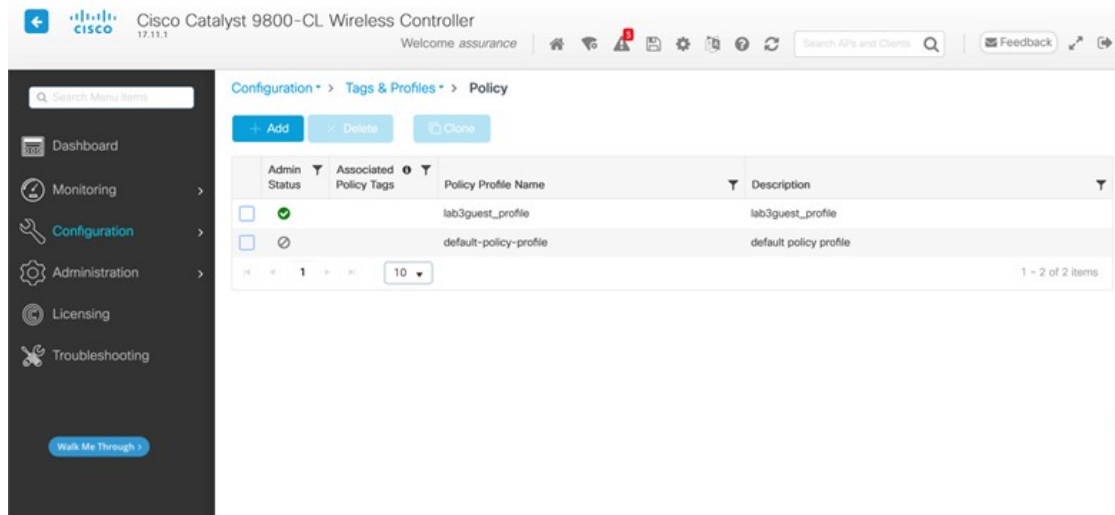 CISCO
Cisco Catalyst 9800-CL Wireless Controller
17.11.1
Welcome assurance
5
Search APs and Clients
Feedback
Search Menu Items
Dashboard
Monitoring
Configuration
Administration
Licensing
Troubleshooting
Walk Me Through >
Configuration > Tags & Profiles > Policy
+ Add
× Delete
Clone
Admin Status
Associated Policy Tags
Policy Profile Name
Description
lab3guest_profile
lab3guest_profile
default-policy-profile
default policy profile
1
10
1 - 2 of 2 items